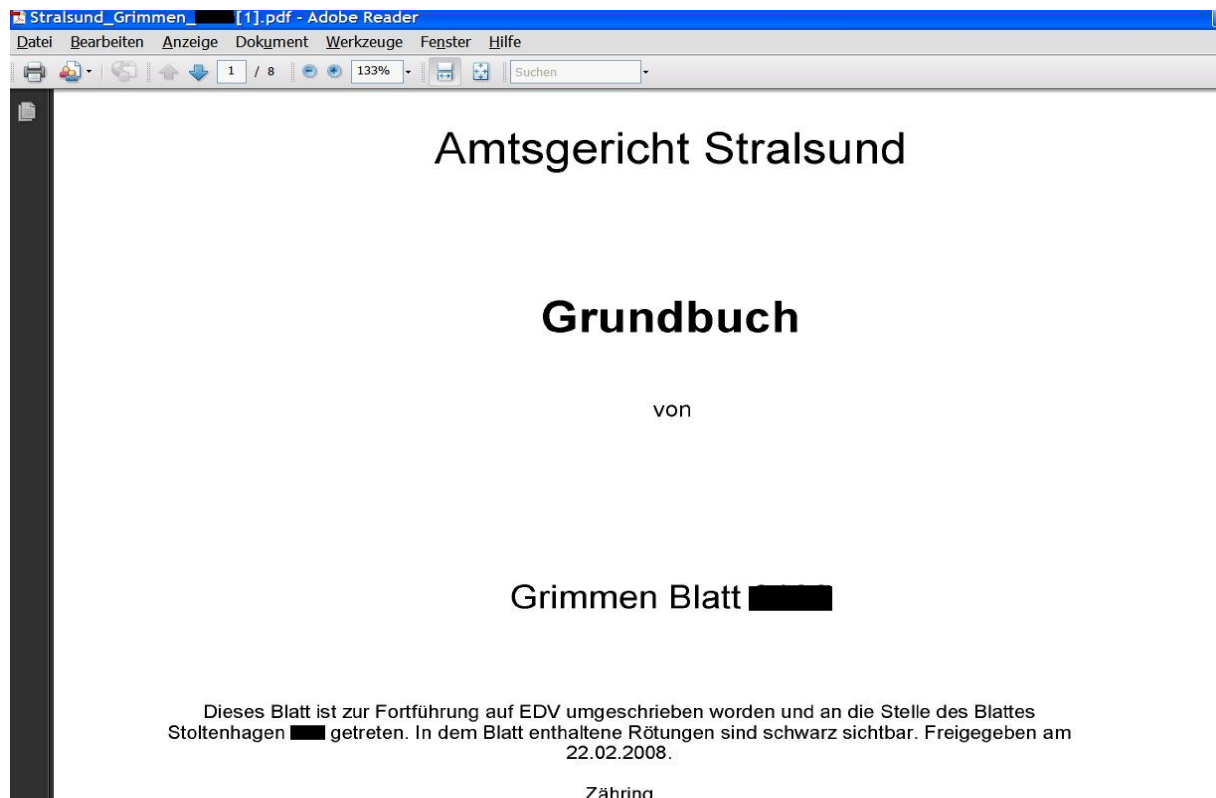 Stralsund_Grimmen_ [1].pdf - Adobe Reader
Datei Bearbeiten Anzeige Dokument Werkzeuge Fenster Hilfe
1 / 8 133% Suchen
Amtsgericht Stralsund
Grundbuch
von
Grimmen Blatt
Dieses Blatt ist zur Fortführung auf EDV umgeschrieben worden und an die Stelle des Blattes
Stoltenhagen getreten. In dem Blatt enthaltene Rötungen sind schwarz sichtbar. Freigegeben am
22.02.2008.
Zähring